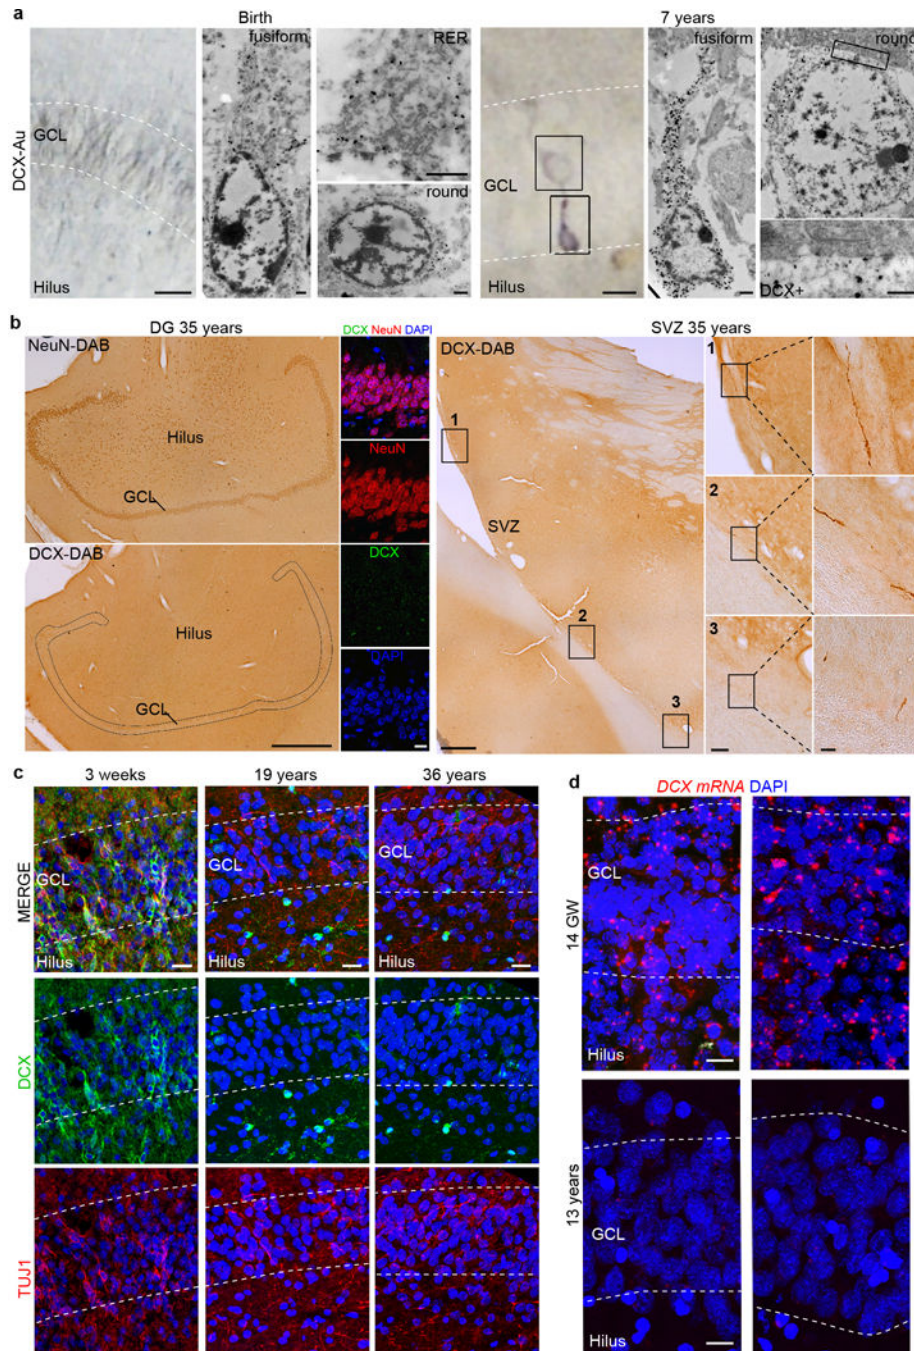 a
Birth
7 years
DCX-Au
GCL
Hilus
fusiform
RER
round
GCL
Hilus
fusiform
round
DCX+
b
DG 35 years
SVZ 35 years
NeuN-DAB
Hilus
GCL
DCX-DAB
Hilus
GCL
DCX NeuN DAPI
NeuN
DCX
DAPI
DCX-DAB
1
SVZ
2
3
1
2
3
c
3 weeks
19 years
36 years
MERGE
GCL
Hilus
GCL
Hilus
GCL
Hilus
DCX
TUJ1
d
DCX mRNA DAPI
14 GW
GCL
Hilus
13 years
GCL
Hilus